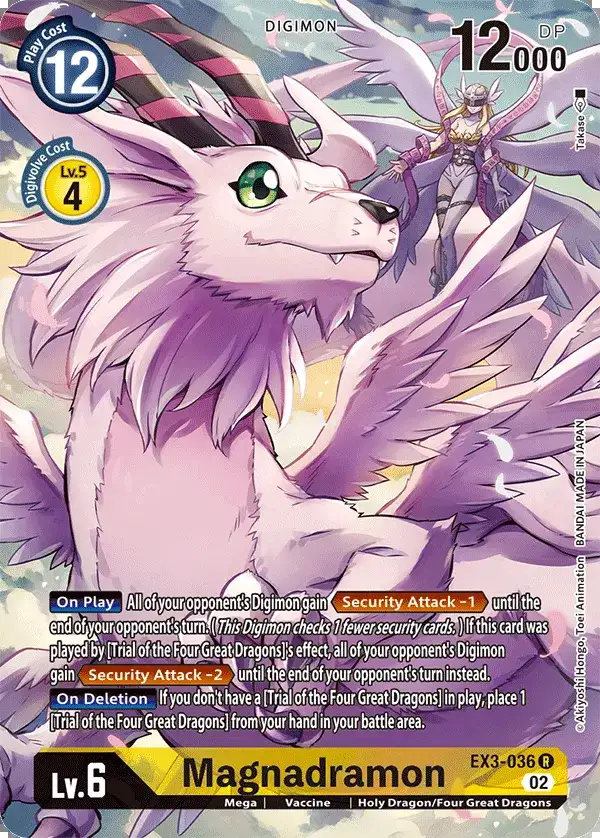 Play Cost
12
DIGIMON
12000
DP
Digivolve Cost
Lv.5
4
Takase
©Akiyoshi Hongo, Toei Animation BANDAI MADE IN JAPAN
On Play All of your opponent's Digimon gain Security Attack -1 until the
end of your opponent's turn. (This Digimon checks 1 fewer security cards.) If this card was
played by [Trial of the Four Great Dragons]'s effect, all of your opponent's Digimon
gain Security Attack -2 until the end of your opponent's turn instead.
On Deletion If you don't have a [Trial of the Four Great Dragons] in play, place 1
[Trial of the Four Great Dragons] from your hand in your battle area.
Lv.6
Magnadramon
EX3-036 R
02
Mega | Vaccine | Holy Dragon/Four Great Dragons